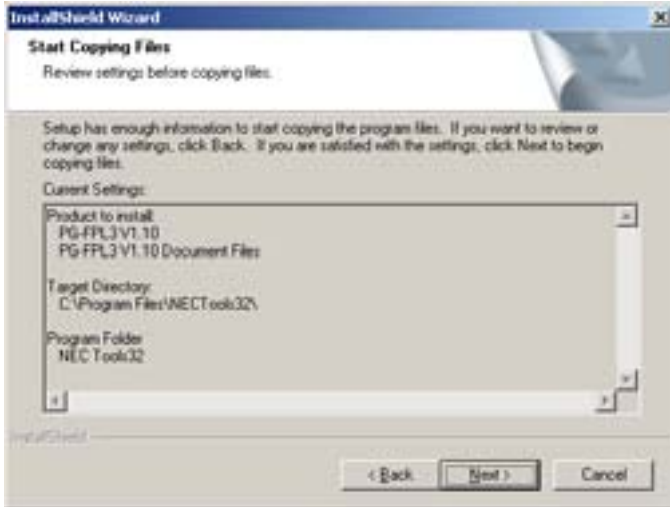 InstallShield Wizard
Start Copying Files
Review settings before copying files.
Setup has enough information to start copying the program files. If you want to review or
change any settings, click Back. If you are satisfied with the settings, click Next to begin
copying files.
Current Settings:
Product to install:
PG-FPL3 V1.10
PG-FPL3 V1.10 Document Files
Target Directory:
C:\Program Files\NECTools32\
Program Folder
NEC Tools32
InstallShield
< Back
Next >
Cancel